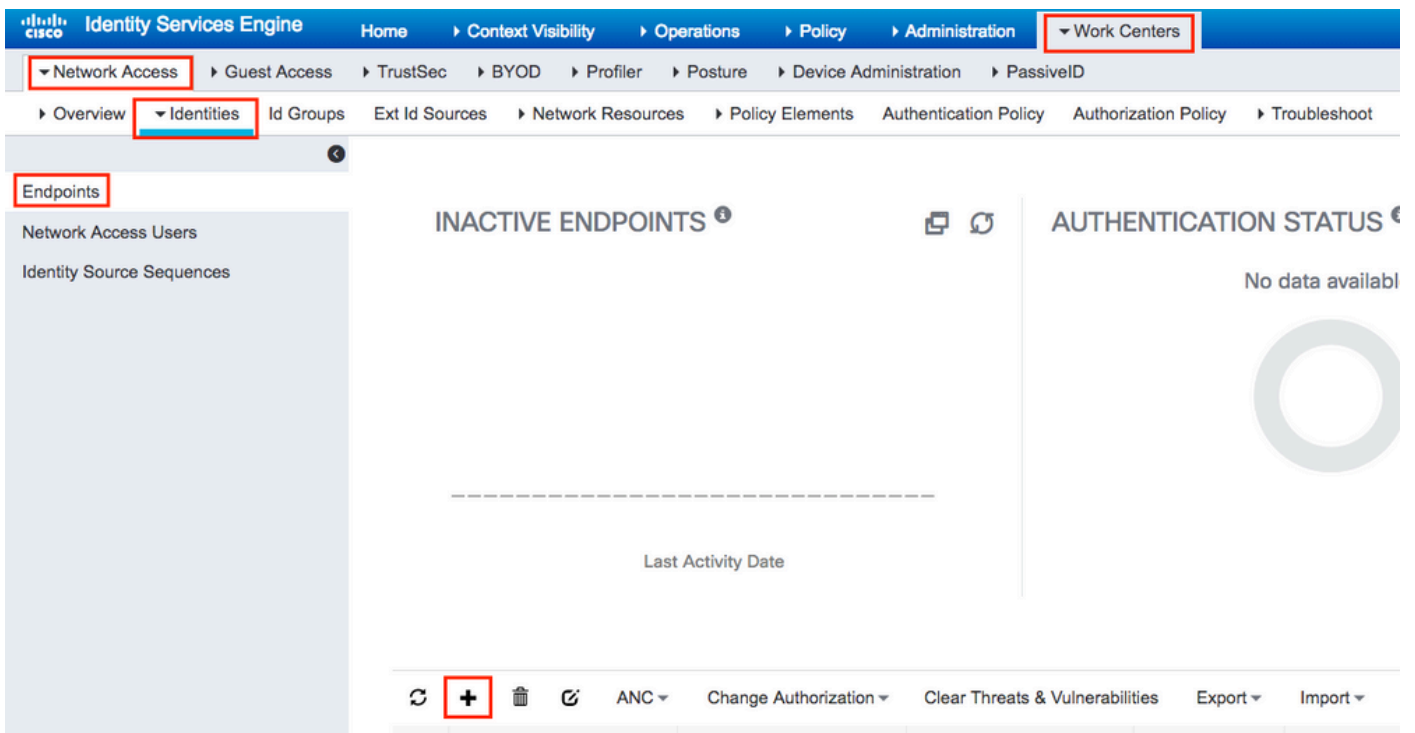 cisco Identity Services Engine Home Context Visibility Operations Policy Administration Work Centers
Network Access Guest Access TrustSec BYOD Profiler Posture Device Administration PassiveID
Overview Identities Id Groups Ext Id Sources Network Resources Policy Elements Authentication Policy Authorization Policy Troubleshoot
Endpoints
Network Access Users
Identity Source Sequences
INACTIVE ENDPOINTS
Last Activity Date
AUTHENTICATION STATUS
No data availabl
ANC Change Authorization Clear Threats & Vulnerabilities Export Import